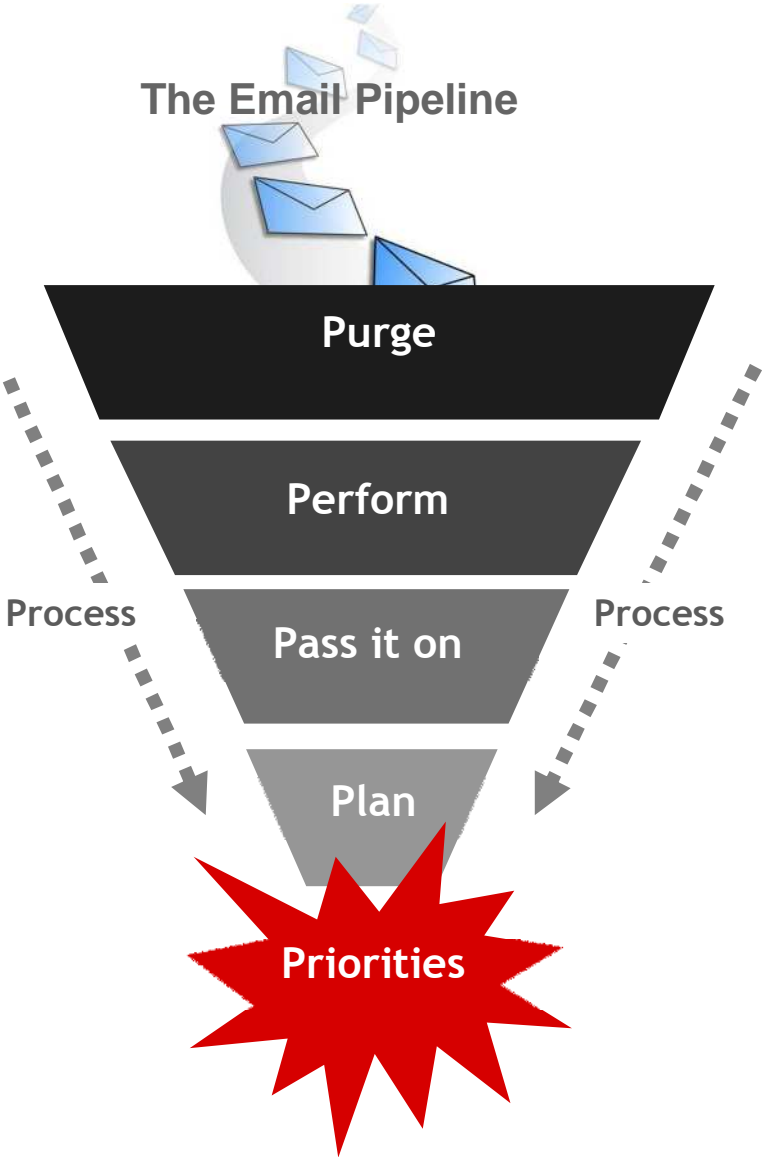 The Email Pipeline
Purge
Perform
Process
Process
Pass it on
Plan
Priorities